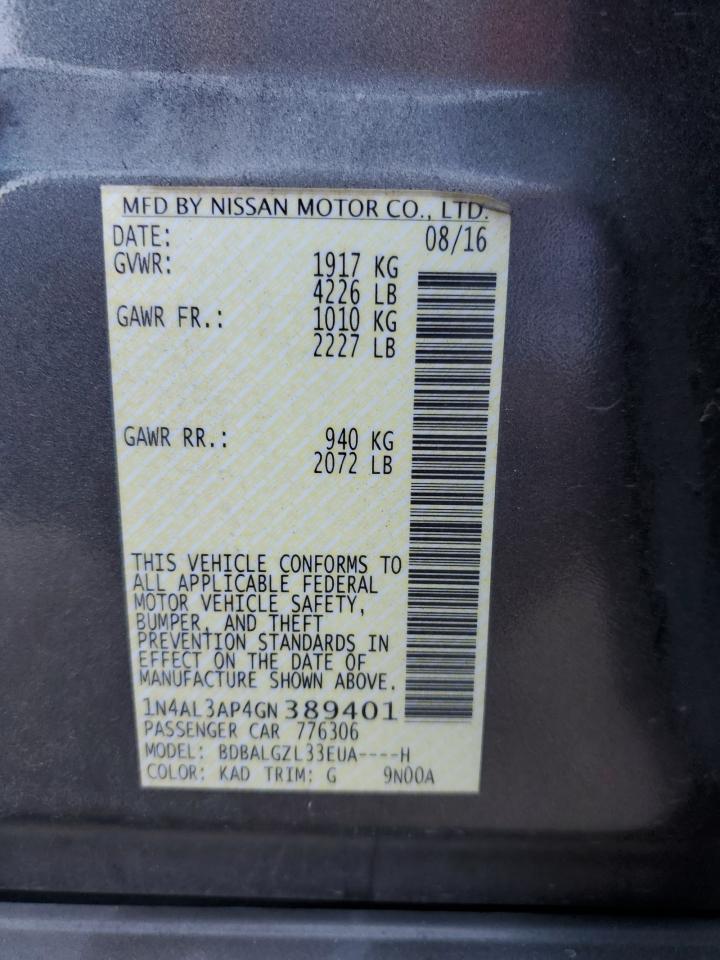 MFD BY NISSAN MOTOR CO., LTD.
DATE: 08/16
GVWR: 1917 KG
4226 LB
GAWR FR.: 1010 KG
2227 LB
GAWR RR.: 940 KG
2072 LB
THIS VEHICLE CONFORMS TO
ALL APPLICABLE FEDERAL
MOTOR VEHICLE SAFETY,
BUMPER, AND THEFT
PREVENTION STANDARDS IN
EFFECT ON THE DATE OF
MANUFACTURE SHOWN ABOVE.
1N4AL3AP4GN389401
PASSENGER CAR 776306
MODEL: BDBALGZL33EUA----H
COLOR: KAD TRIM: G 9N00A